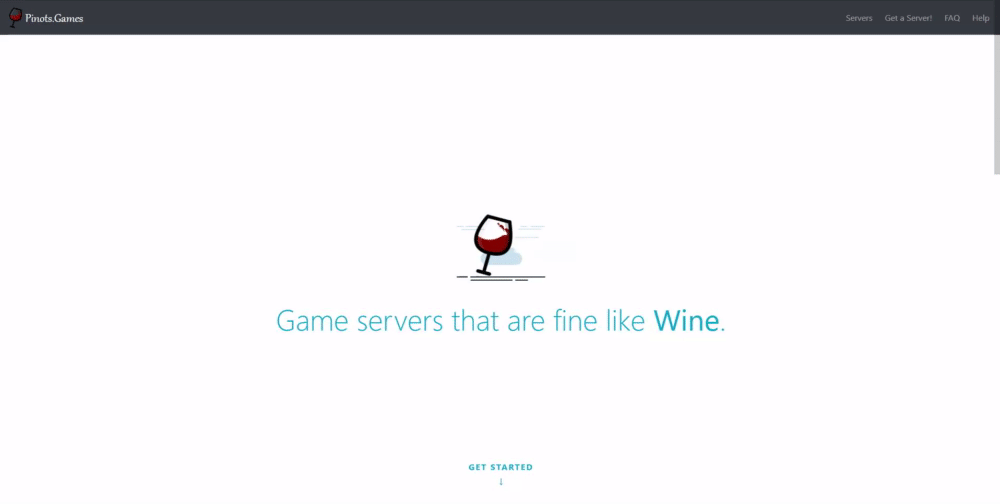 Pinots.Games
Servers Get a Server! FAQ Help
Game servers that are fine like Wine.
GET STARTED
↓